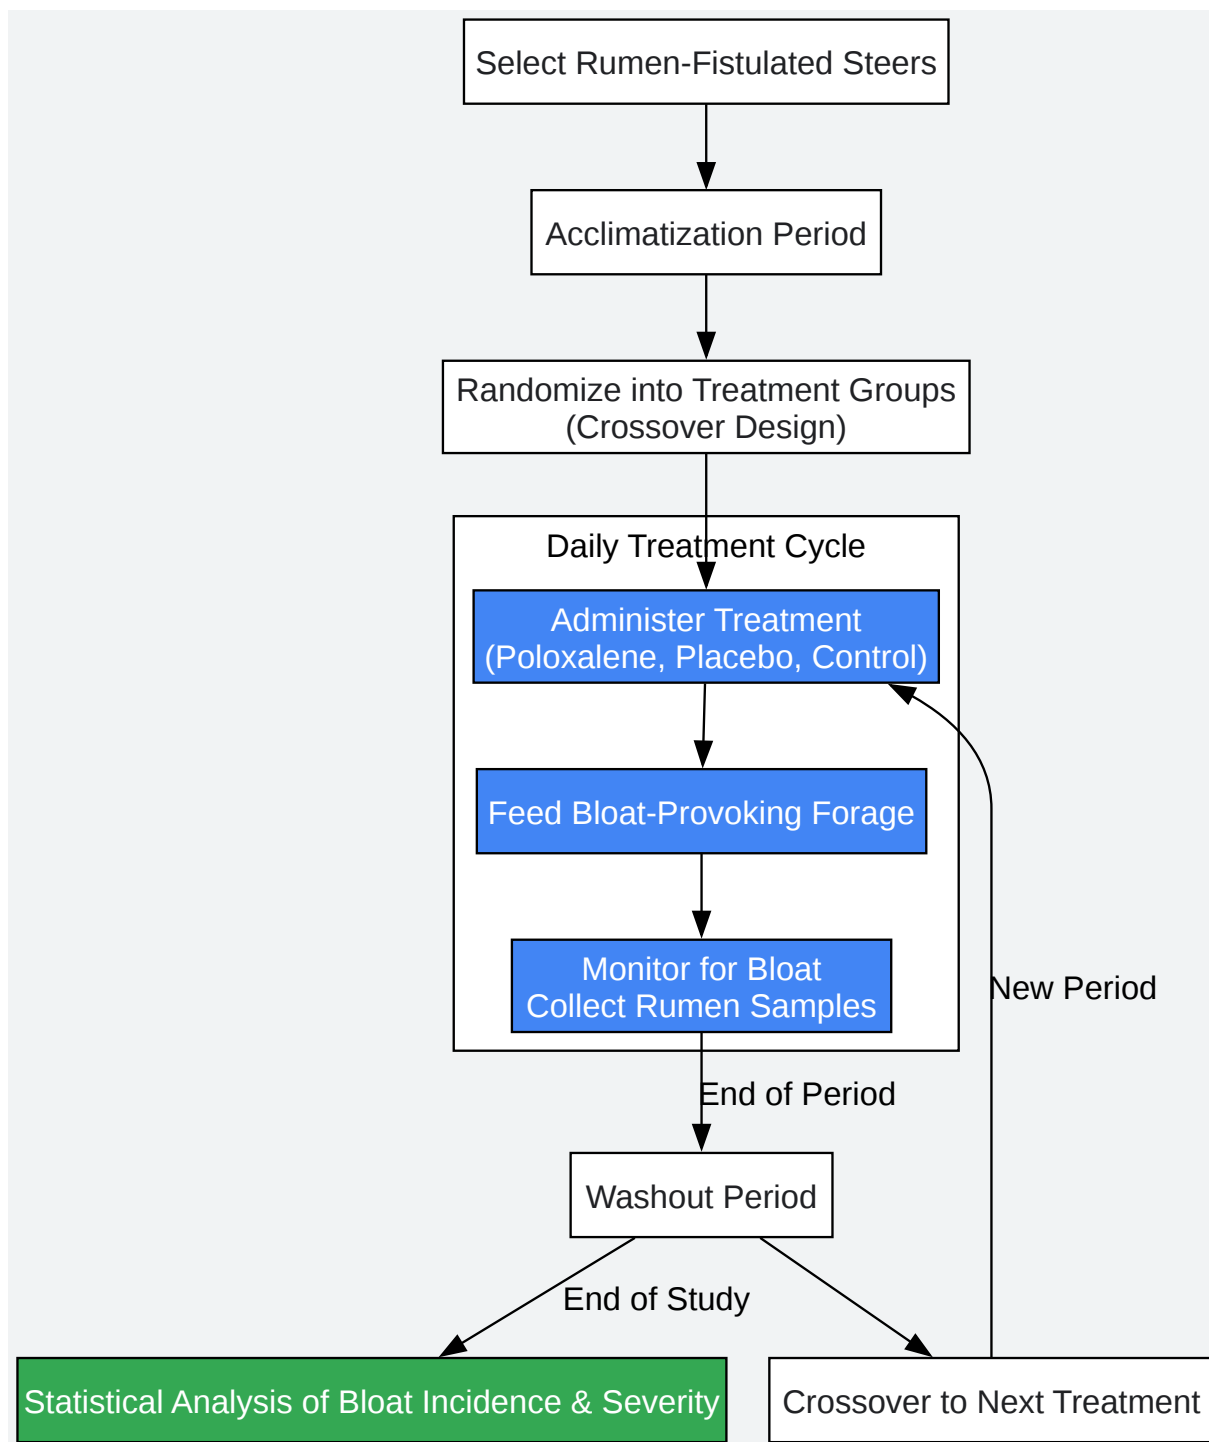 Select Rumen-Fistulated Steers
Acclimatization Period
Randomize into Treatment Groups
(Crossover Design)
Daily Treatment Cycle
Administer Treatment
(Poloxalene, Placebo, Control)
Feed Bloat-Provoking Forage
Monitor for Bloat
Collect Rumen Samples
New Period
End of Period
Washout Period
End of Study
Statistical Analysis of Bloat Incidence & Severity
Crossover to Next Treatment